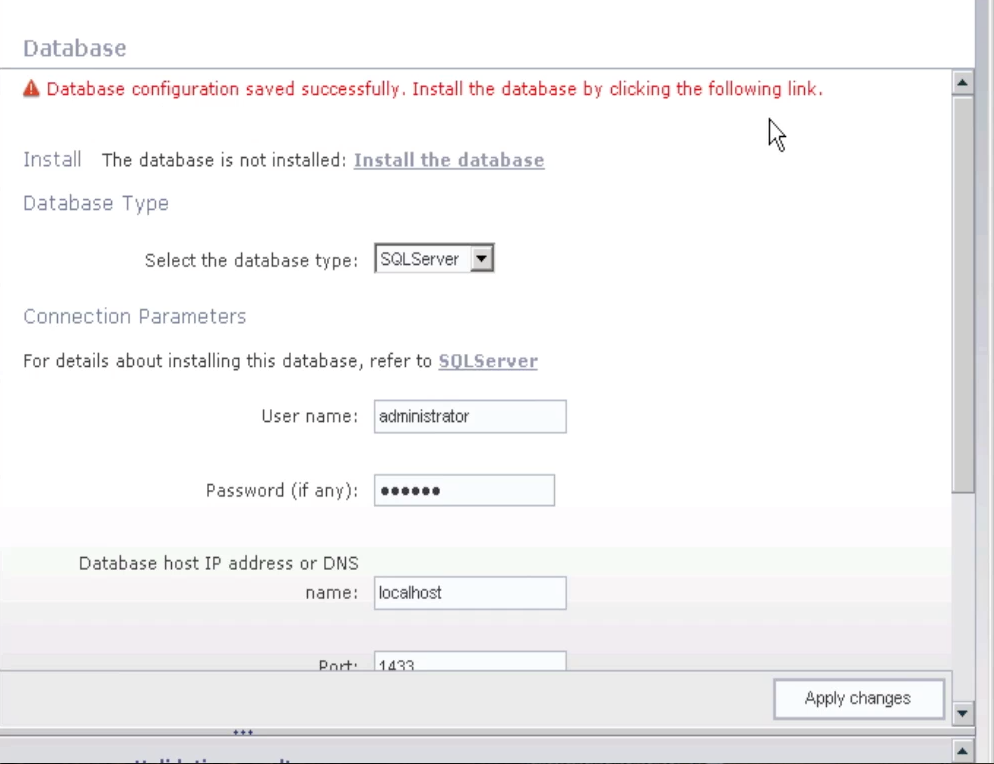 Database
Database configuration saved successfully. Install the database by clicking the following link.
Install The database is not installed: Install the database
Database Type
Select the database type: SQLServer
Connection Parameters
For details about installing this database, refer to SQLServer
User name: administrator
Password (if any): ●●●●●●
Database host IP address or DNS
name: localhost
Port: 1433
Apply changes